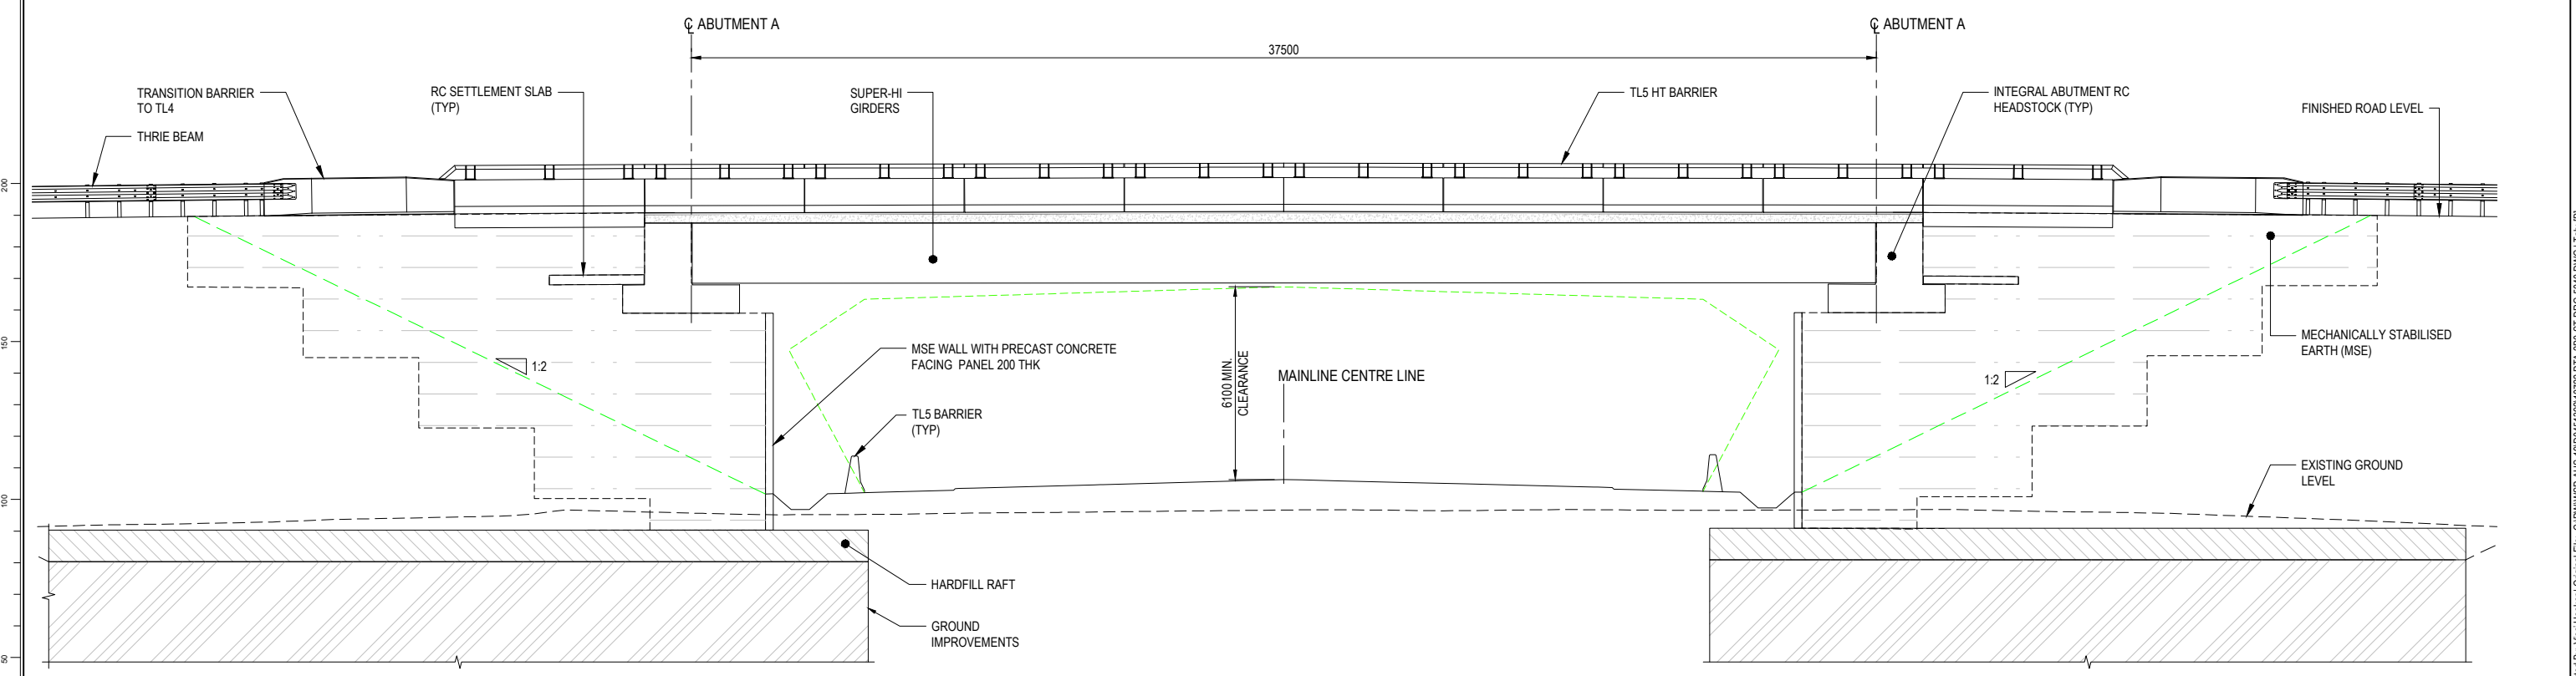 ℄ ABUTMENT A
℄ ABUTMENT A
37500
TRANSITION BARRIER
TO TL4
THRIE BEAM
RC SETTLEMENT SLAB
(TYP)
SUPER-HI
GIRDERS
TL5 HT BARRIER
INTEGRAL ABUTMENT RC
HEADSTOCK (TYP)
FINISHED ROAD LEVEL
200
150
100
50
1:2
MSE WALL WITH PRECAST CONCRETE
FACING PANEL 200 THK
TL5 BARRIER
(TYP)
6100 MIN.
CLEARANCE
MAINLINE CENTRE LINE
1:2
MECHANICALLY STABILISED
EARTH (MSE)
EXISTING GROUND
LEVEL
HARDFILL RAFT
GROUND
IMPROVEMENTS